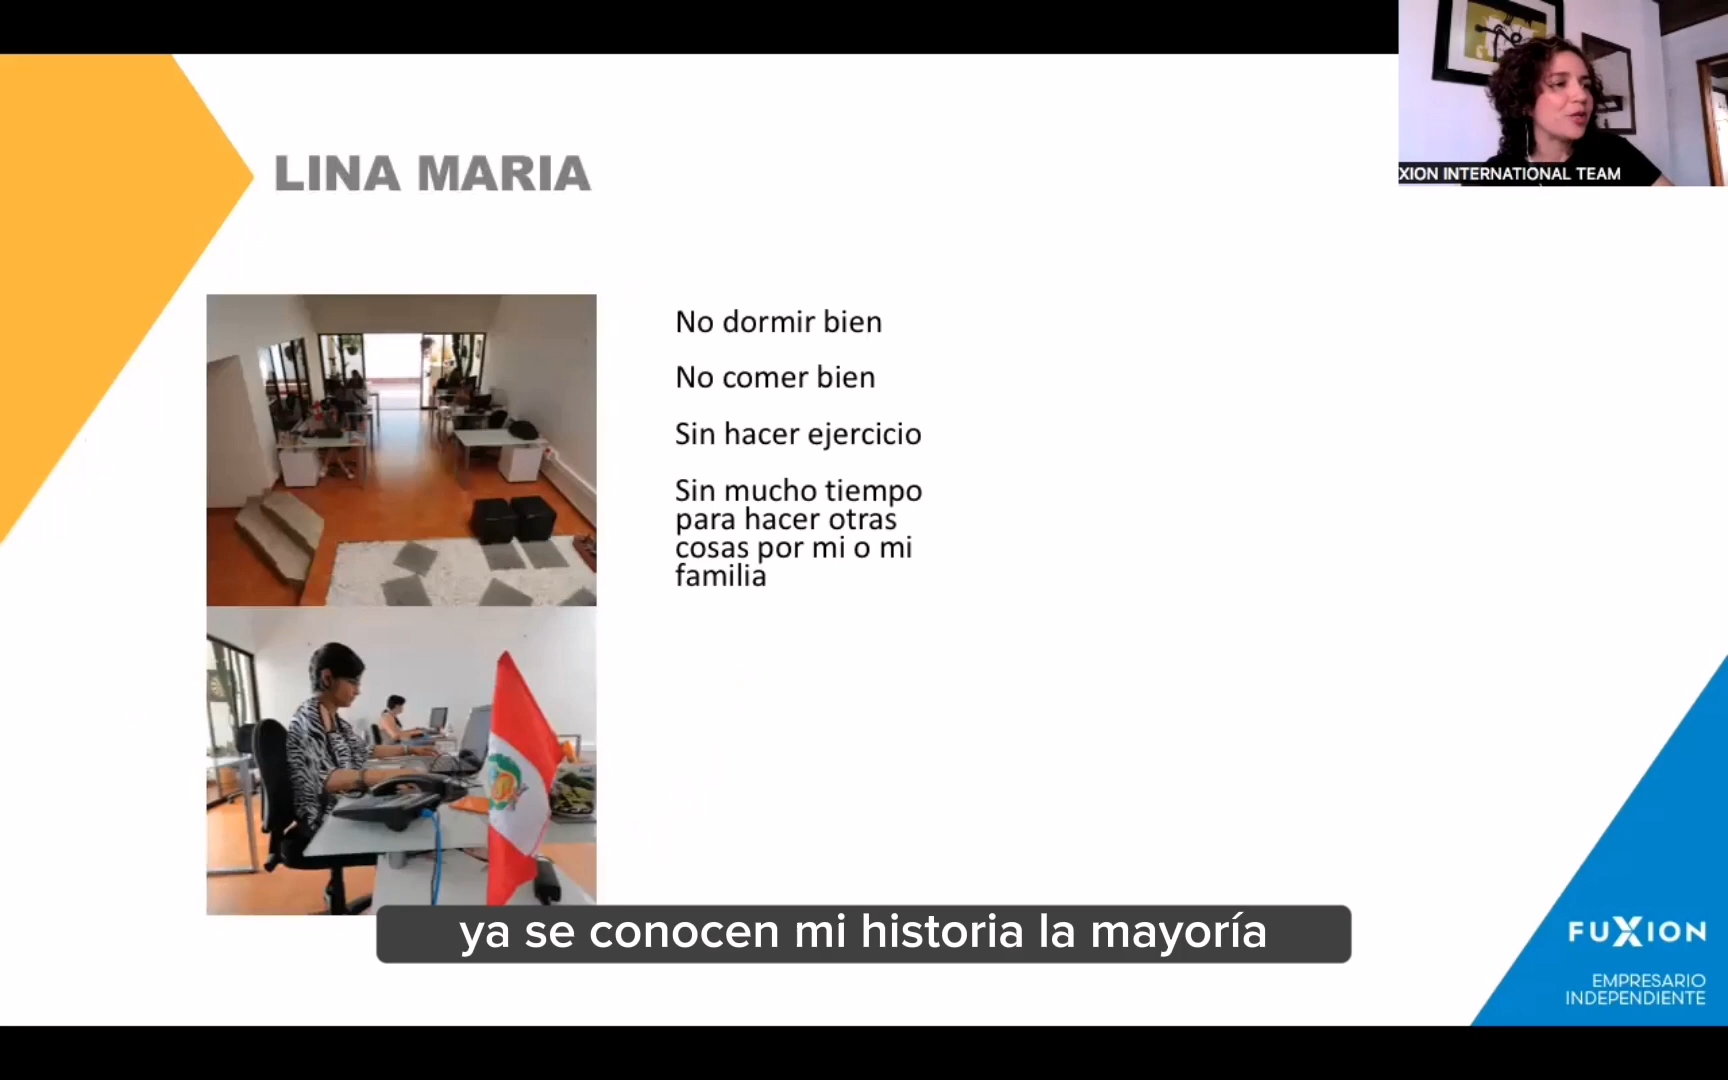 XION INTERNATIONAL TEAM
LINA MARIA
No dormir bien
No comer bien
Sin hacer ejercicio
Sin mucho tiempo
para hacer otras
cosas por mi o mi
familia
ya se conocen mi historia la mayoría
FUXION
EMPRESARIO
INDEPENDIENTE